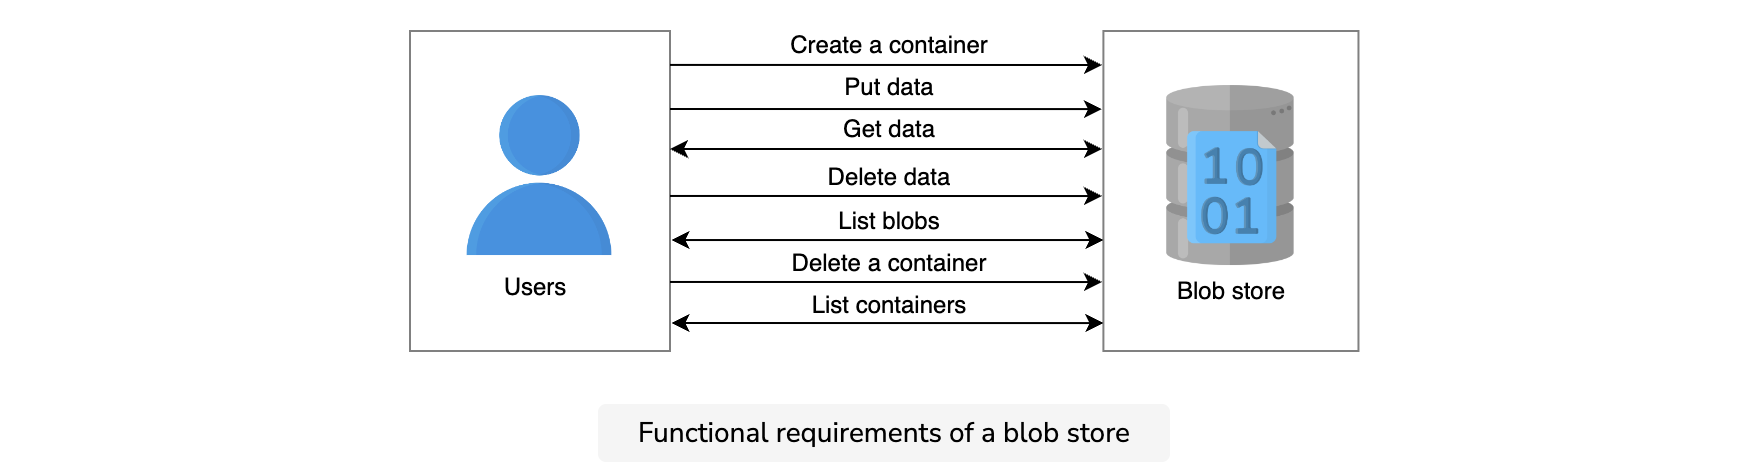 Create a container
Put data
Get data
Delete data
List blobs
Delete a container
List containers
Users
10
01
Blob store
Functional requirements of a blob store